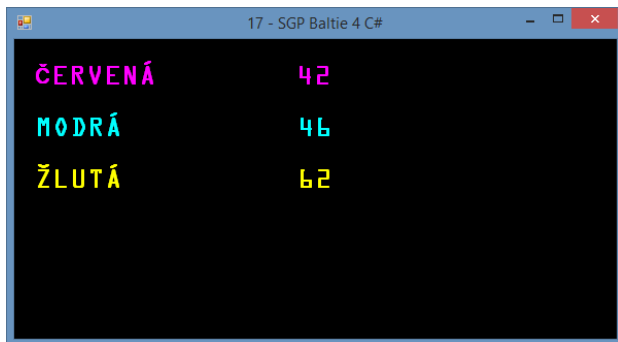 17 - SGP Baltie 4 C#
ČERVENÁ 42
MODRÁ 46
ŽLUTÁ 62